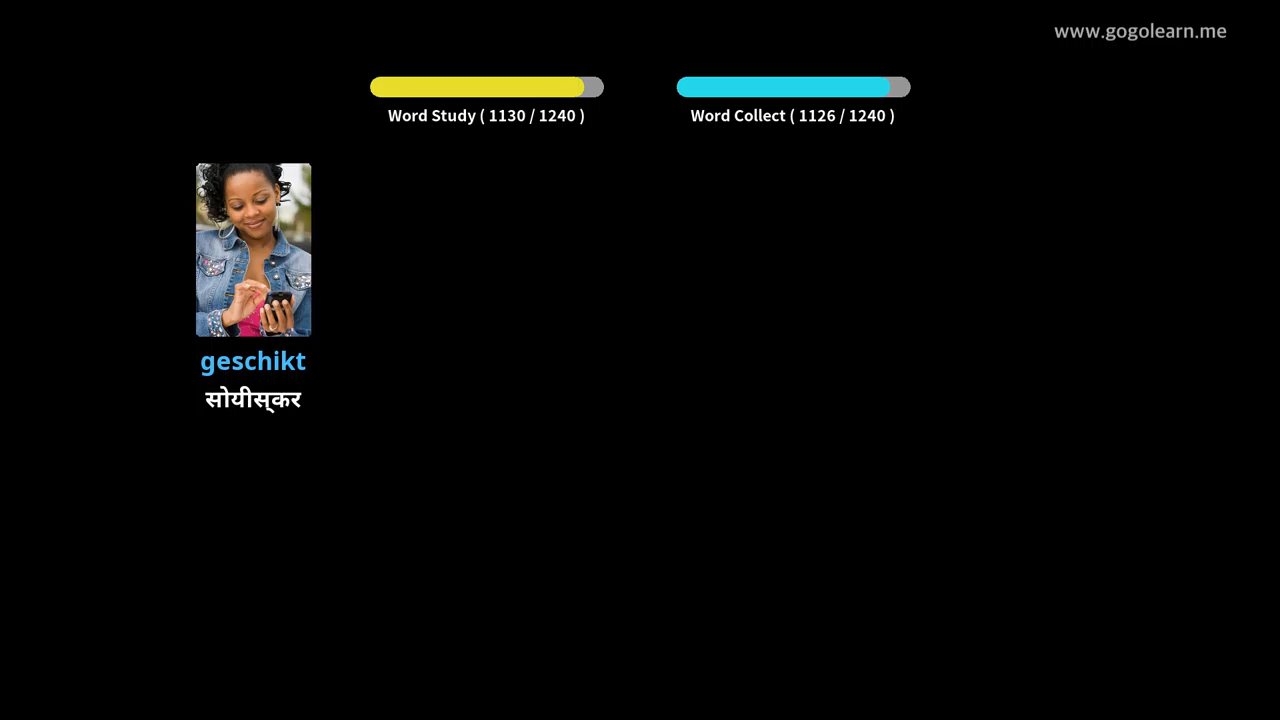 www.gogolearn.me
Word Study ( 1130 / 1240 )
Word Collect ( 1126 / 1240 )
geschikt
सोयीस्कर